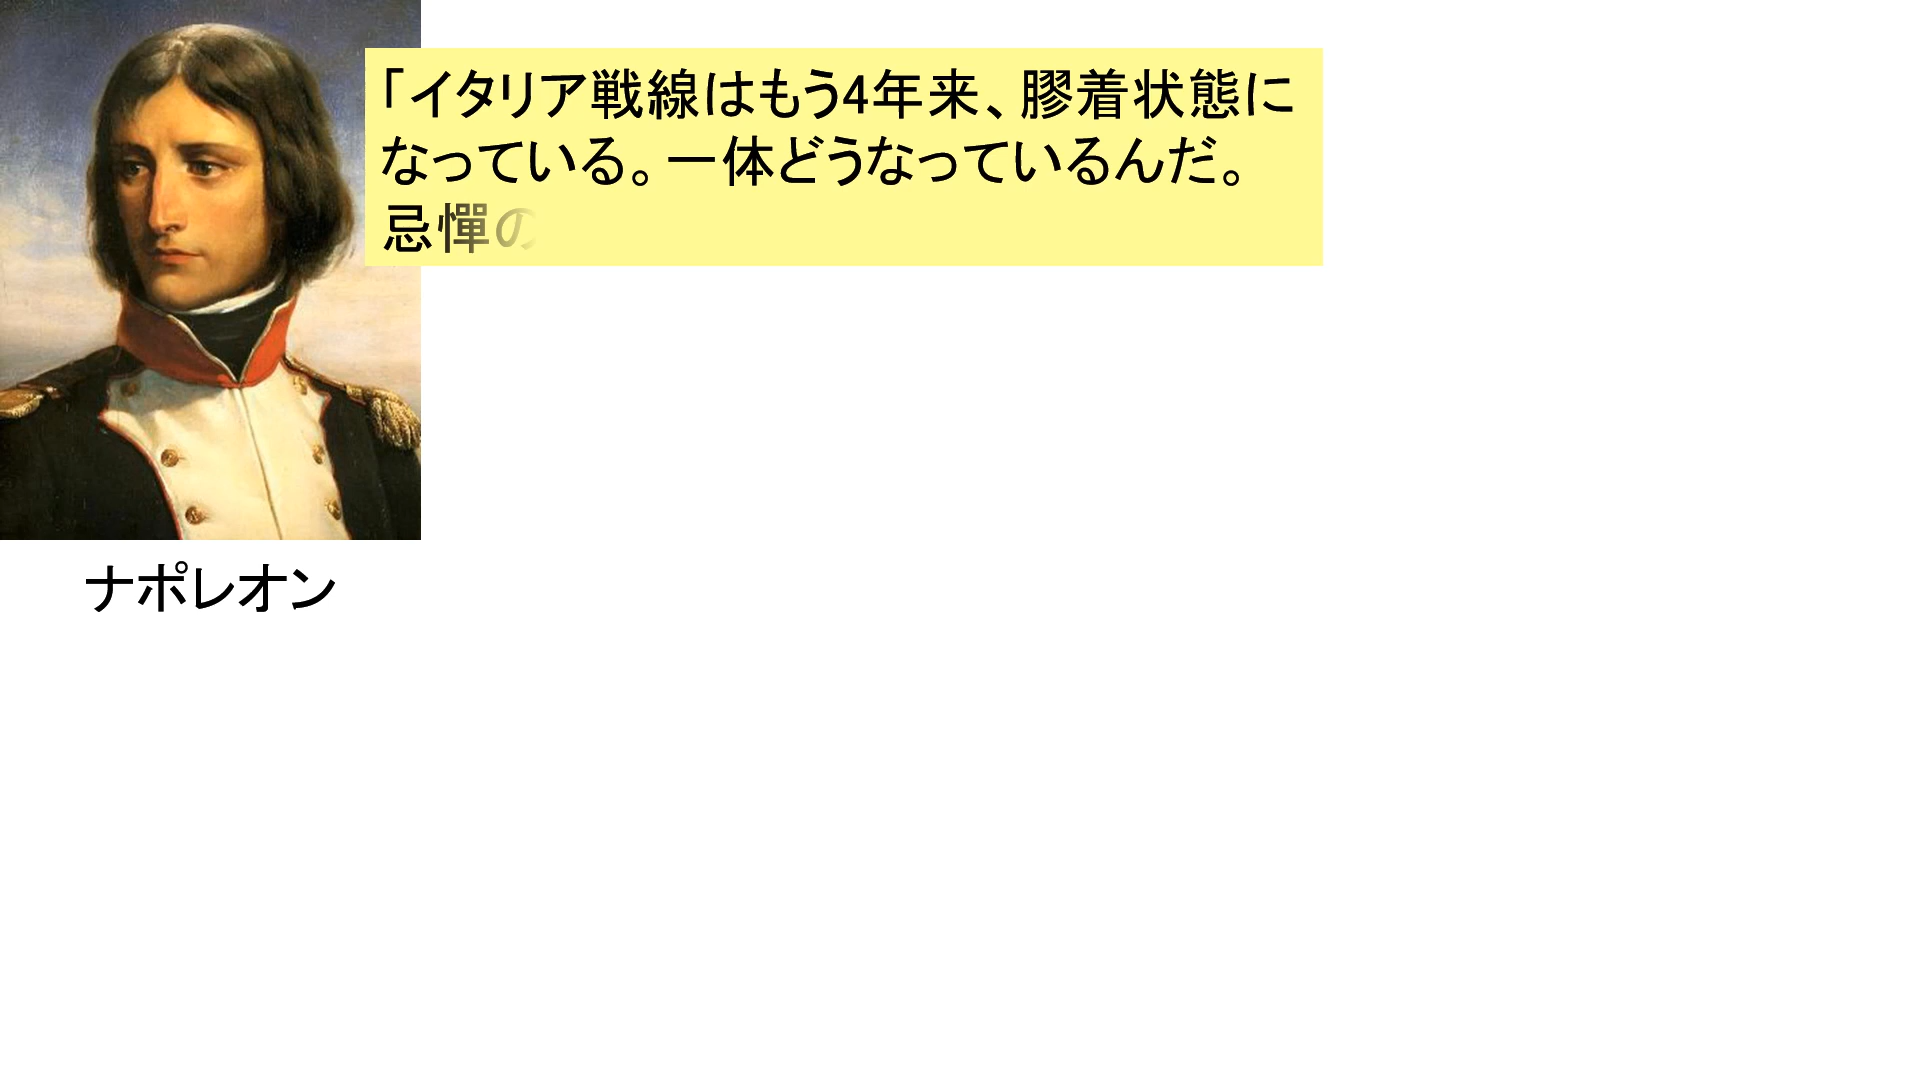 「イタリア戦線はもう4年来、膠着状態に
なっている。一体どうなっているんだ。
忌憚の
ナポレオン